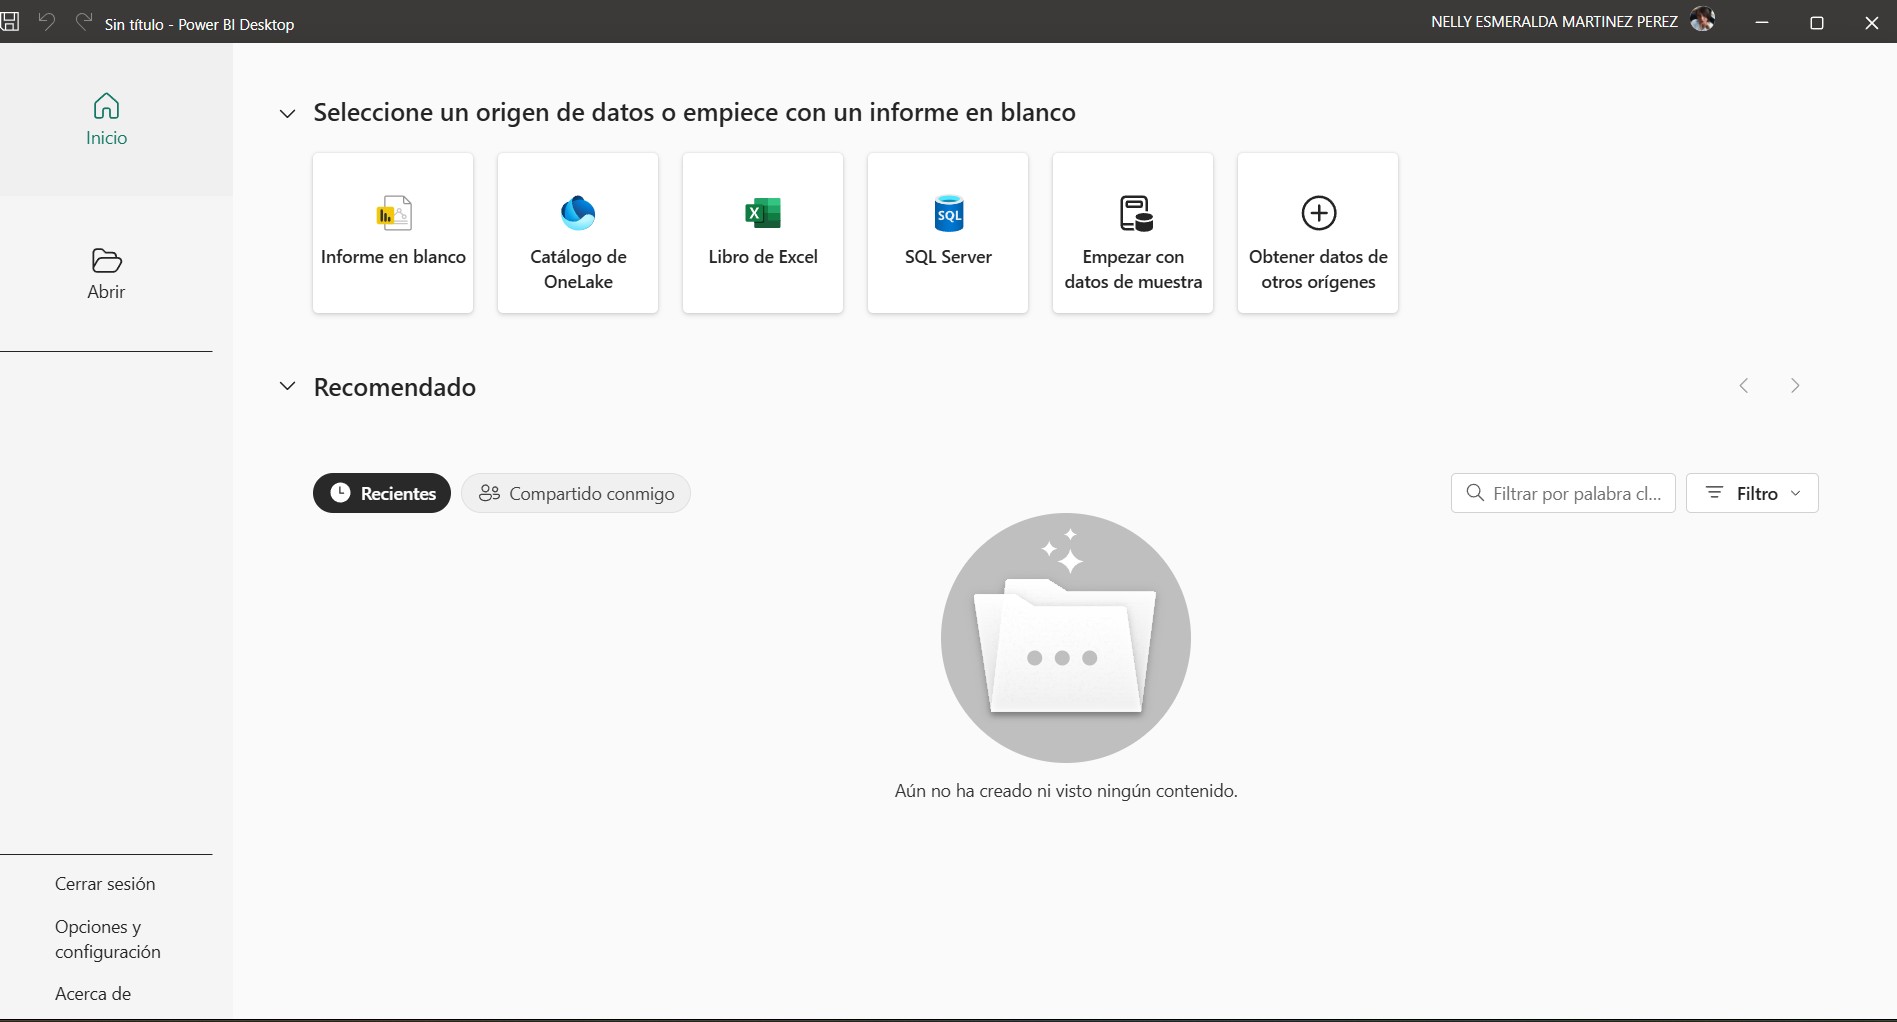 Sin título - Power BI Desktop
NELLY ESMERALDA MARTINEZ PEREZ
Inicio
Abrir
Seleccione un origen de datos o empiece con un informe en blanco
Informe en blanco
Catálogo de
OneLake
Libro de Excel
SQL
SQL Server
Empezar con
datos de muestra
Obtener datos de
otros orígenes
Recomendado
Recientes
Compartido conmigo
Filtrar por palabra cl...
Filtro
Aún no ha creado ni visto ningún contenido.
Cerrar sesión
Opciones y
configuración
Acerca de